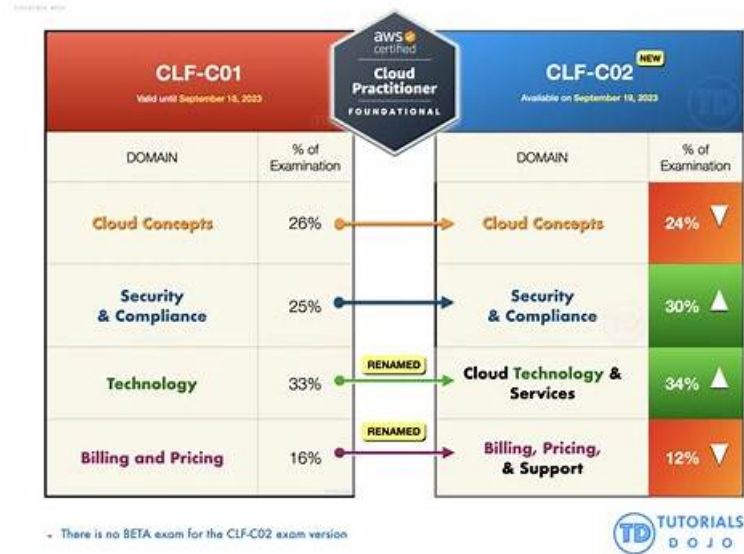 aws
certified
Cloud
Practitioner
FOUNDATIONAL
CLF-C01
Valid until September 18, 2023
CLF-C02
NEW
Available on September 19, 2023
DOMAIN
% of
Examination
DOMAIN
% of
Examination
Cloud Concepts
26%
Cloud Concepts
24%
Security
& Compliance
25%
Security
& Compliance
30%
Technology
33%
RENAMED
Cloud Technology &
Services
34%
Billing and Pricing
16%
RENAMED
Billing, Pricing,
& Support
12%
There is no BETA exam for the CLF-C02 exam version
TD
TUTORIALS
DOJO